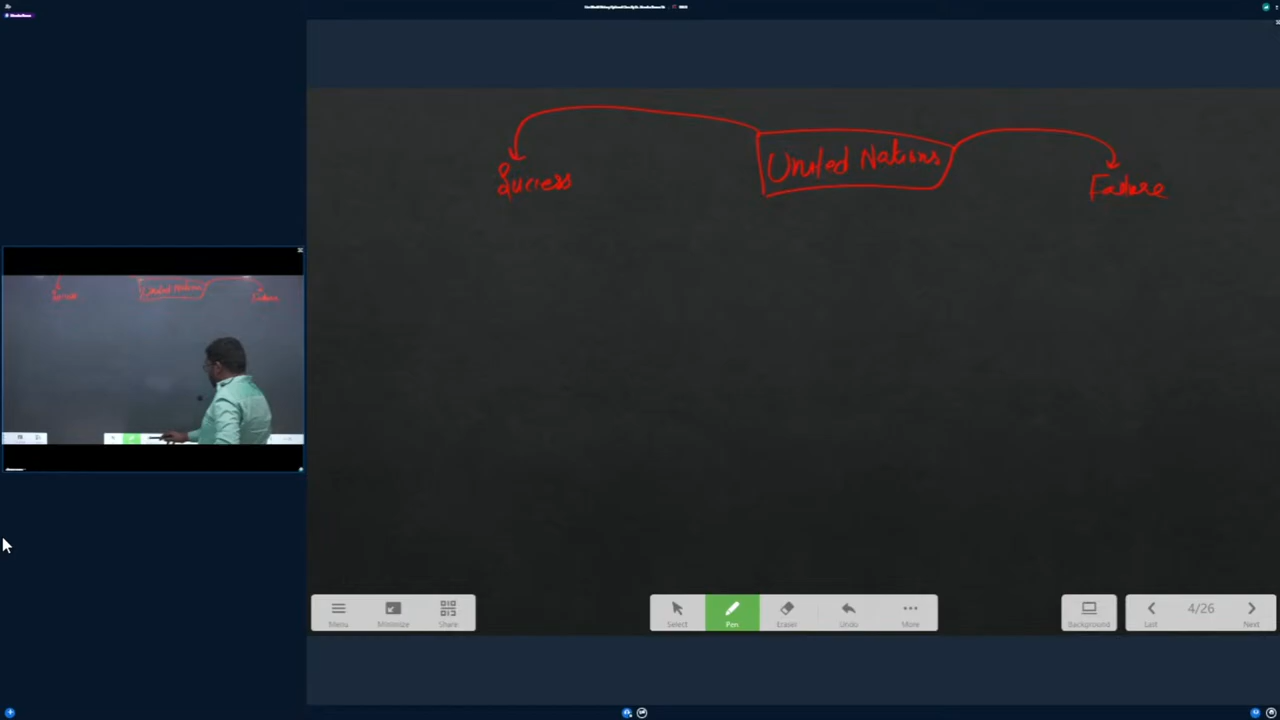 United Nations
Success
Failure
Menu
Minimize
Share
Select
Pen
Eraser
Undo
More
Background
4/26
Last
Next